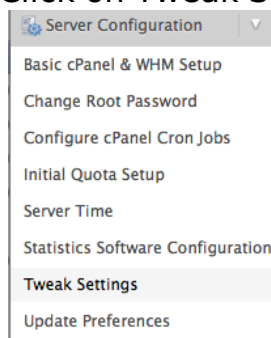 Click on Tweak S
Server Configuration
Basic cPanel & WHM Setup
Change Root Password
Configure cPanel Cron Jobs
Initial Quota Setup
Server Time
Statistics Software Configuration
Tweak Settings
Update Preferences